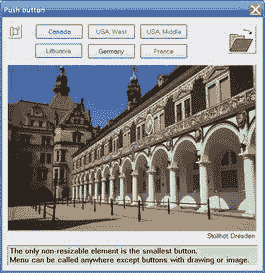 Push button
Canada USA, West USA, Middle
Lithuania Germany France
Stallhof, Dresden
The only non-resizable element is the smallest button.
Menu can be called anywhere except buttons with drawing or image.